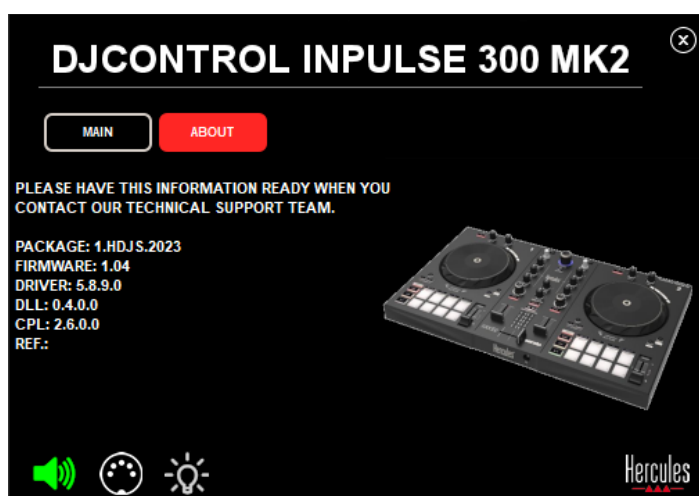 DJCONTROL INPULSE 300 MK2
MAIN
ABOUT
PLEASE HAVE THIS INFORMATION READY WHEN YOU
CONTACT OUR TECHNICAL SUPPORT TEAM.
PACKAGE: 1.HDJS.2023
FIRMWARE: 1.04
DRIVER: 5.8.9.0
DLL: 0.4.0.0
CPL: 2.6.0.0
REF.:
Hercules